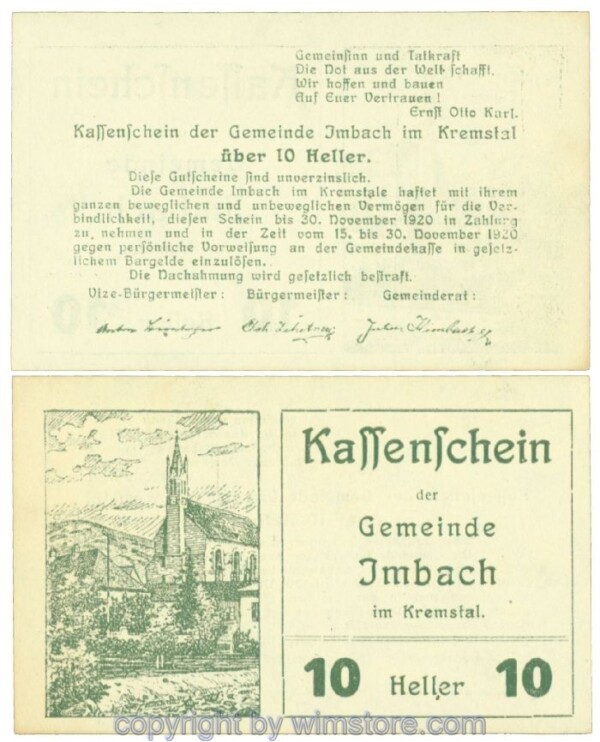 Gemeinſinn und Tatkraft
Die Not aus der Welt ſchafft.
Wir hoffen und bauen
Auf Euer Vertrauen!
Ernſt Otto Karl.
Kaſſenſchein der Gemeinde Imbach im Kremstal
über 10 Heller.
Dieſe Gutſcheine ſind unverzinslich.
Die Gemeinde Imbach im Kremstale haftet mit ihrem
ganzen beweglichen und unbeweglichen Vermögen für die Ver-
bindlichkeit, dieſen Schein bis 30. November 1920 in Zahlung
zu nehmen und in der Zeit vom 15. bis 30. November 1920
gegen perſönliche Vorweiſung an der Gemeindekaſſe in geſetz-
lichem Bargelde einzulöſen.
Die Nachahmung wird geſetzlich beſtraft.
Vize-Bürgermeiſter: Bürgermeiſter: Gemeinderat:
Kaſſenſchein
der
Gemeinde
Imbach
im Kremstal.
10 Heller 10
copyright by wimstore.com